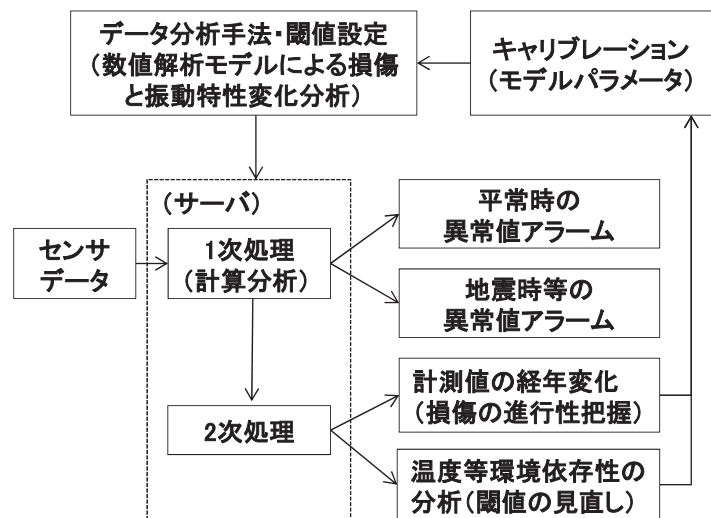 データ分析手法・閾値設定
（数値解析モデルによる損傷
と振動特性変化分析）
キャリブレーション
（モデルパラメータ）
（サーバ）
センサ
データ
1次処理
（計算分析）
平常時の
異常値アラーム
地震時等の
異常値アラーム
2次処理
計測値の経年変化
（損傷の進行性把握）
温度等環境依存性の
分析（閾値の見直し）